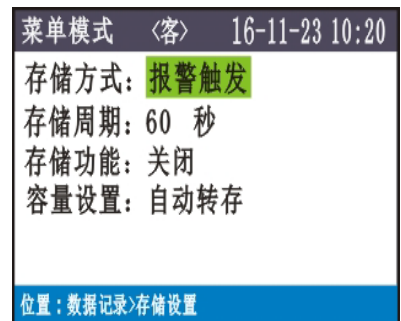 菜单模式 〈客〉 16-11-23 10:20
存储方式：报警触发
存储周期：60 秒
存储功能：关闭
容量设置：自动转存
位置：数据记录>存储设置